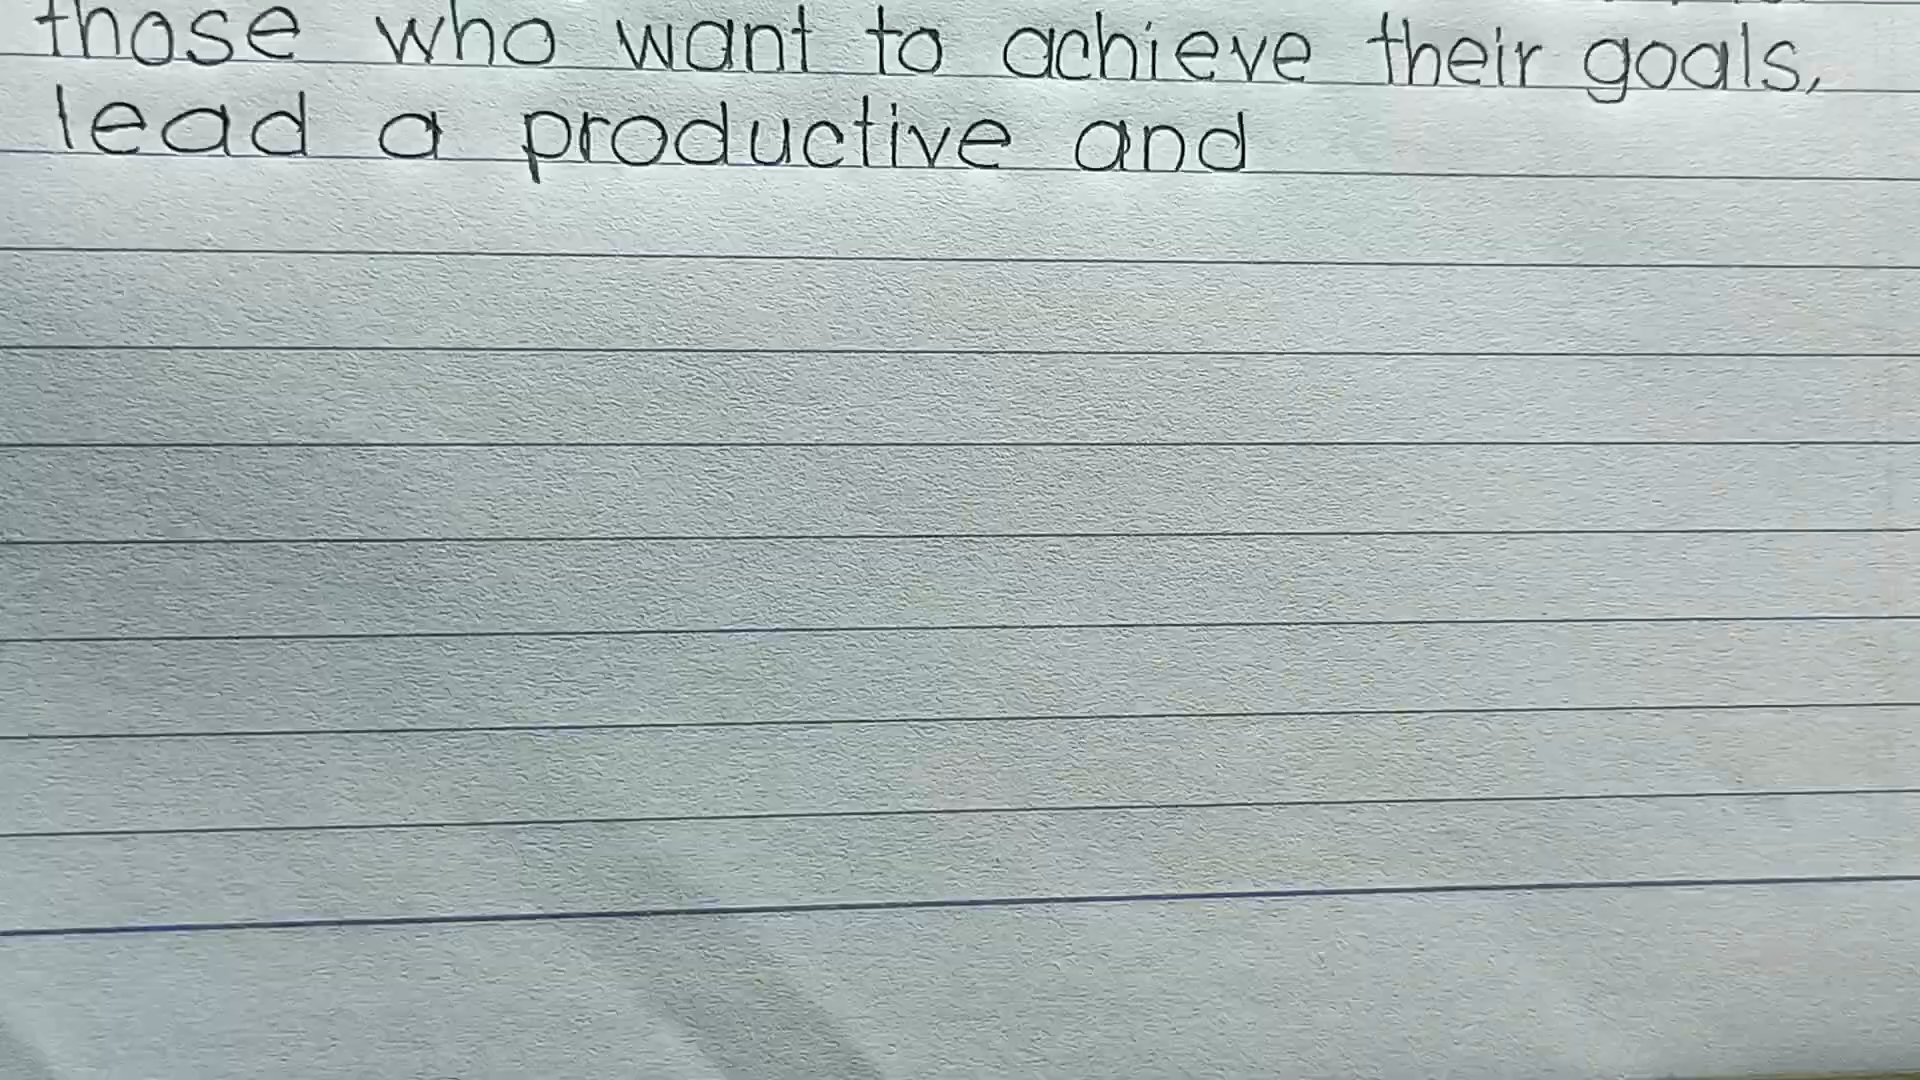 those who want to achieve their goals,
lead a productive and